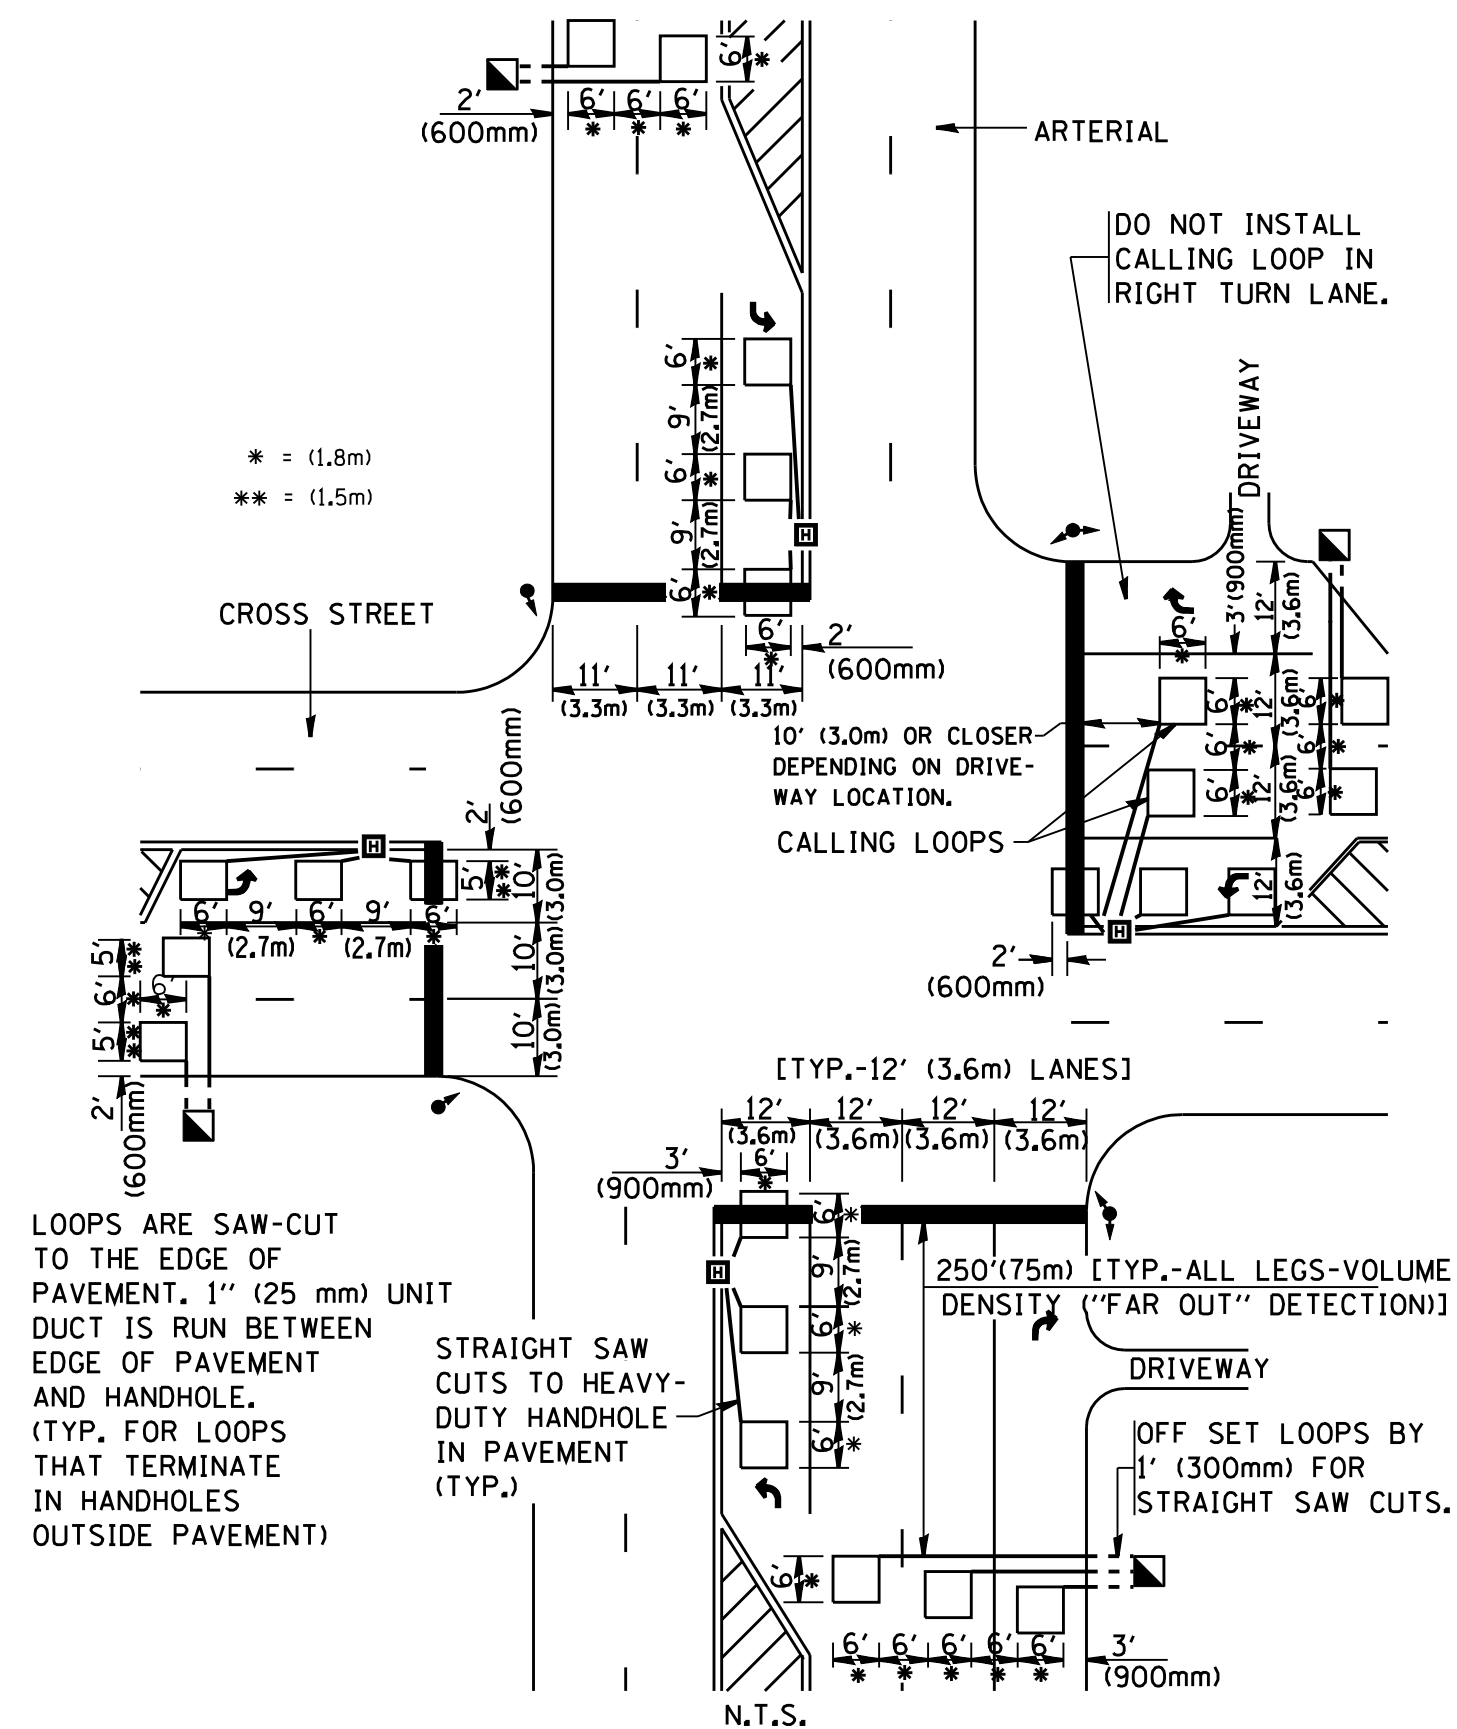 6'
*
2'
(600mm)
6' 6' 6'
* * *
ARTERIAL
DO NOT INSTALL
CALLING LOOP IN
RIGHT TURN LANE.
6'
*
9'
(2.7m)
6'
*
9'
(2.7m)
6'
*
H
* = (1.8m)
** = (1.5m)
DRIVEWAY
CROSS STREET
6'
*
2'
(600mm)
11' 11' 11'
(3.3m) (3.3m) (3.3m)
3'(900mm)
12'
(3.6m)
6'
*
6'
*
12'
(3.6m)
6'
*
6'
*
6'
*
6'
*
12'
(3.6m)
6'
*
12'
(3.6m)
10' (3.0m) OR CLOSER
DEPENDING ON DRIVE-
WAY LOCATION.
CALLING LOOPS
H
2'
(600mm)
2'
(600mm)
H
5'
**
10'
(3.0m)
6' 9' 6' 9' 6'
* (2.7m) * (2.7m) *
10'
(3.0m)
10'
(3.0m)
5'
**
6'
*
6'
*
5'
**
2'
(600mm)
[TYP.-12' (3.6m) LANES]
12' 12' 12' 12'
(3.6m) (3.6m) (3.6m) (3.6m)
3'
(900mm)
6'
*
6'
*
H
9'
(2.7m)
6'
*
9'
(2.7m)
6'
*
250'(75m) [TYP.-ALL LEGS-VOLUME
DENSITY ("FAR OUT" DETECTION)]
DRIVEWAY
LOOPS ARE SAW-CUT
TO THE EDGE OF
PAVEMENT. 1" (25 mm) UNIT
DUCT IS RUN BETWEEN
EDGE OF PAVEMENT
AND HANDHOLE.
(TYP. FOR LOOPS
THAT TERMINATE
IN HANDHOLES
OUTSIDE PAVEMENT)
STRAIGHT SAW
CUTS TO HEAVY-
DUTY HANDHOLE
IN PAVEMENT
(TYP.)
OFF SET LOOPS BY
1' (300mm) FOR
STRAIGHT SAW CUTS.
6'
*
6' 6' 6' 6' 6'
* * * * *
3'
(900mm)
N.T.S.